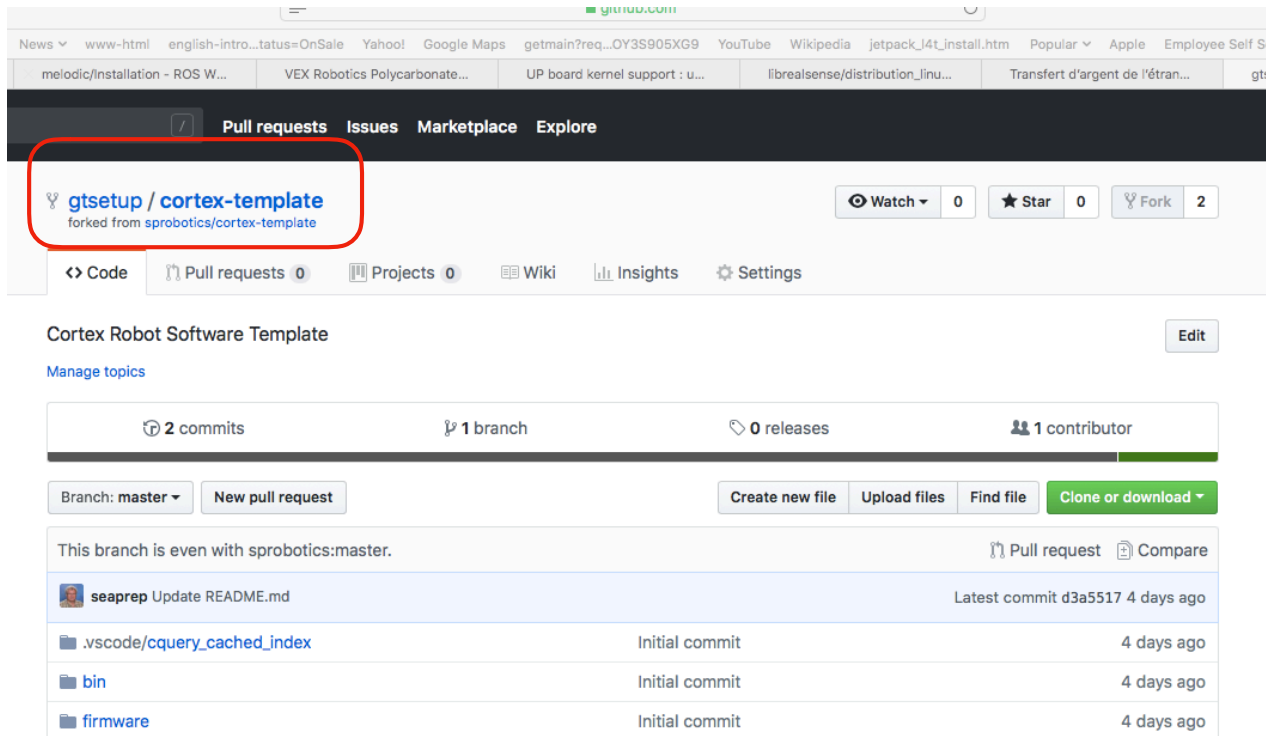 github.com
News www-html english-intro...tatus=OnSale Yahoo! Google Maps getmain?req...OY3S905XG9 YouTube Wikipedia jetpack_l4t_install.htm Popular Apple Employee Self S
melodic/Installation - ROS W... VEX Robotics Polycarbonate... UP board kernel support : u... librealsense/distribution_linu... Transfert d'argent de l'étran... gts
/ Pull requests Issues Marketplace Explore
gtsetup / cortex-template
forked from sprobotics/cortex-template
Watch 0 Star 0 Fork 2
<> Code Pull requests 0 Projects 0 Wiki Insights Settings
Cortex Robot Software Template
Edit
Manage topics
2 commits 1 branch 0 releases 1 contributor
Branch: master New pull request Create new file Upload files Find file Clone or download
This branch is even with sprobotics:master. Pull request Compare
seaprep Update README.md Latest commit d3a5517 4 days ago
.vscode/cquery_cached_index Initial commit 4 days ago
bin Initial commit 4 days ago
firmware Initial commit 4 days ago